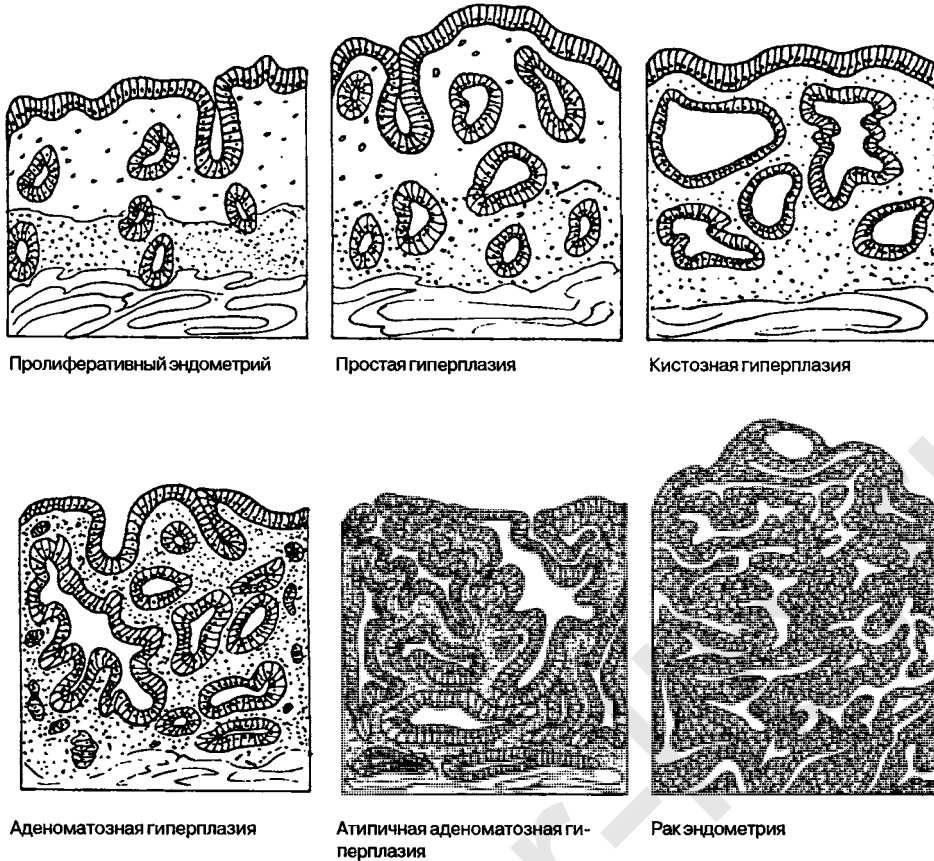 Пролиферативный эндометрий
Простая гиперплазия
Кистозная гиперплазия
Аденоматозная гиперплазия
Атипичная аденоматозная ги-
перплазия
Рак эндометрия